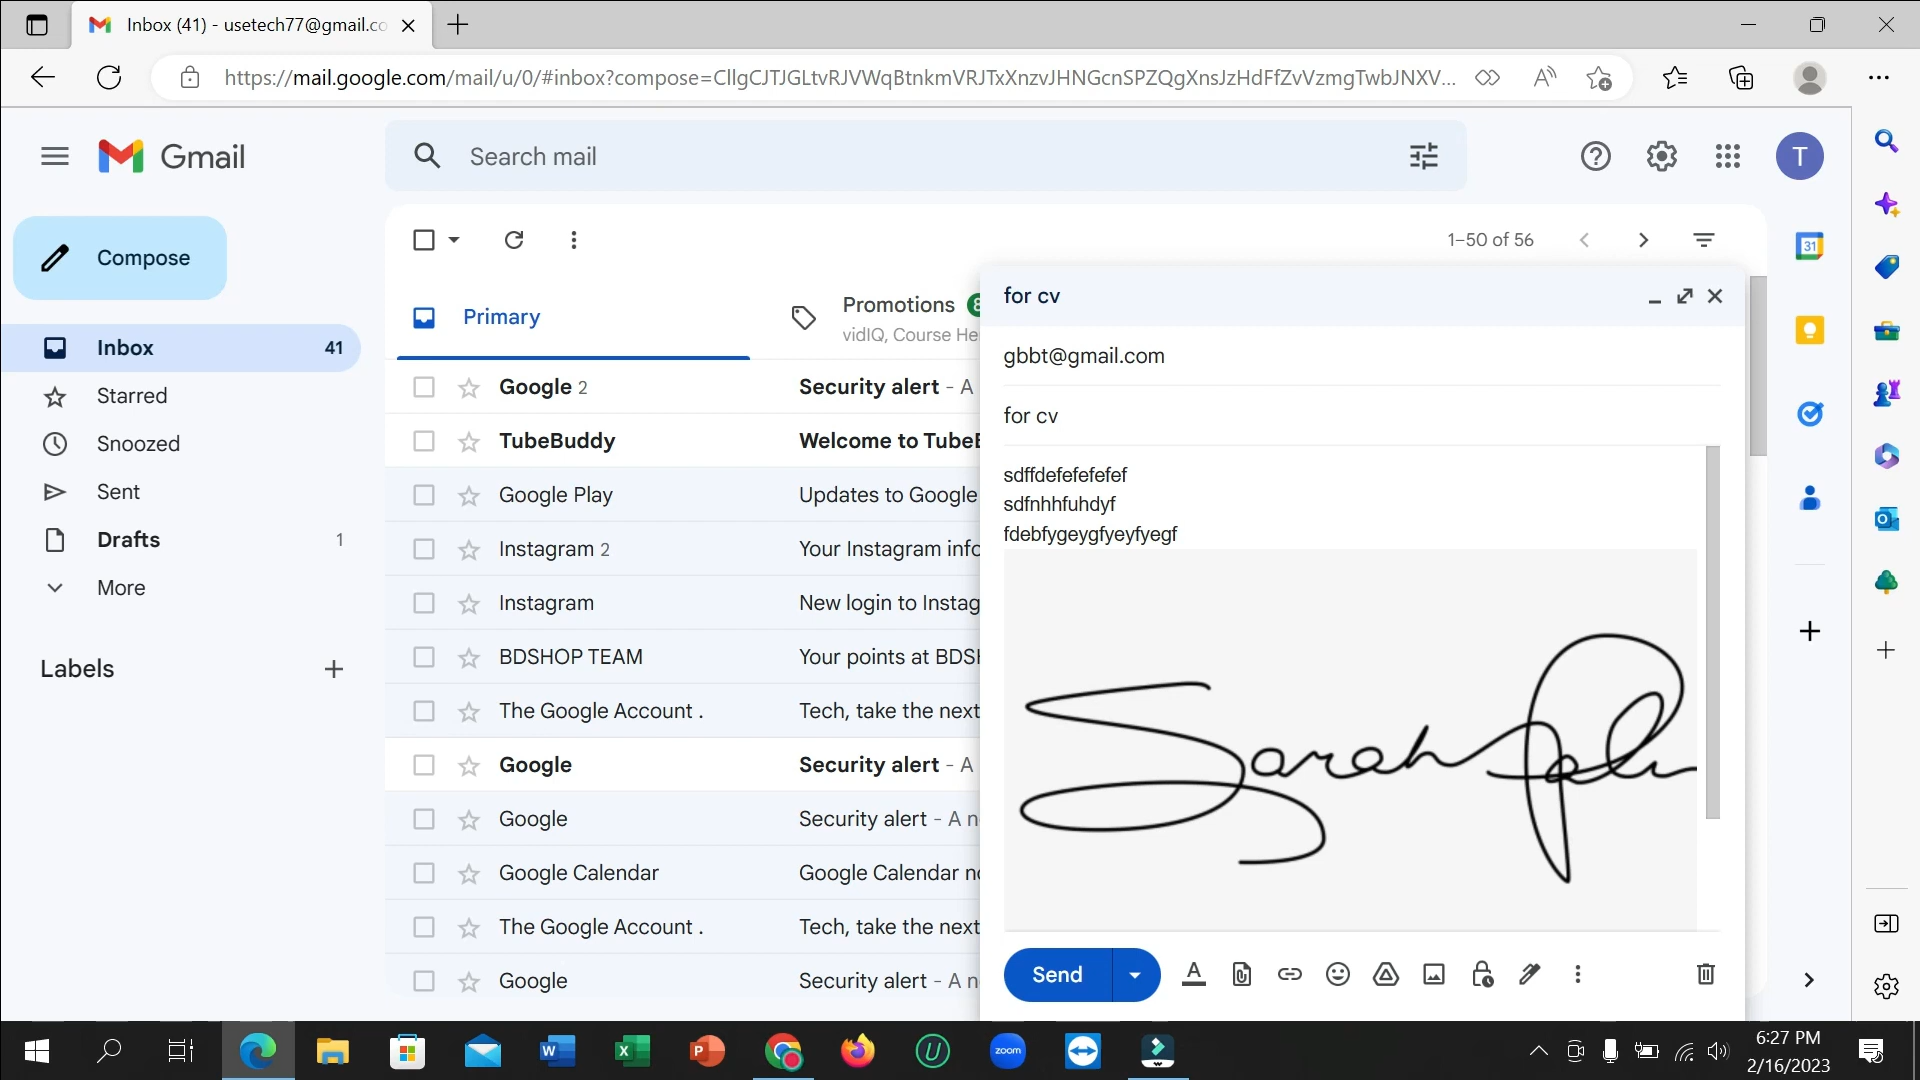 Inbox (41) - usetech77@gmail.co
https://mail.google.com/mail/u/0/#inbox?compose=CllgCJTJGLtvRJVWqBtnkmVRJTxXnzvJHNGcnSPZQgXnsJzHdFfZvVzmgTwbJNXV...
Gmail
Search mail
T
Compose
1–50 of 56
31
for cv
Primary
Promotions
vidIQ, Course He
Inbox 41
Starred
Snoozed
Sent
Drafts 1
More
Labels
Google 2 Security alert - A
TubeBuddy Welcome to TubeB
Google Play Updates to Google
Instagram 2 Your Instagram info
Instagram New login to Instag
BDSHOP TEAM Your points at BDSH
The Google Account . Tech, take the next
Google Security alert - A
Google Security alert - A n
Google Calendar Google Calendar no
The Google Account . Tech, take the next
Google Security alert - A n
gbbt@gmail.com
for cv
sdffdefefefefef
sdfnhhfuhdyf
fdebfygeygfyeyfyegf
Sarah
Send
zoom
6:27 PM
2/16/2023